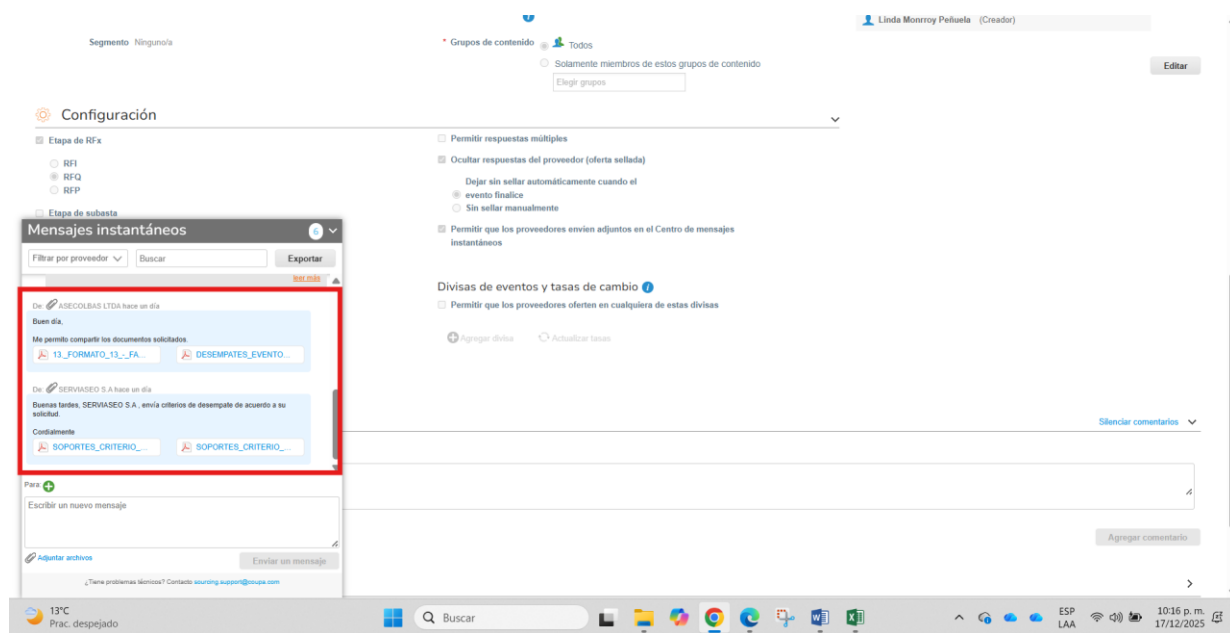 Linda Monrroy Peñuela (Creador)
Segmento Ninguno/a
* Grupos de contenido
Todos
Solamente miembros de estos grupos de contenido
Elegir grupos
Editar
Configuración
Etapa de RFx
RFI
RFQ
RFP
Etapa de subasta
Permitir respuestas múltiples
Ocultar respuestas del proveedor (oferta sellada)
Dejar sin sellar automáticamente cuando el
evento finalice
Sin sellar manualmente
Permitir que los proveedores envíen adjuntos en el Centro de mensajes
instantáneos
Divisas de eventos y tasas de cambio
Permitir que los proveedores oferten en cualquiera de estas divisas
Agregar divisa
Actualizar tasas
Mensajes instantáneos 6
Filtrar por proveedor
Buscar
Exportar
leer más
De: ASECOLBAS LTDA hace un día
Buen día,
Me permito compartir los documentos solicitados.
13._FORMATO_13_-_FA...
DESEMPATES_EVENTO...
De: SERVIASEO S.A hace un día
Buenas tardes, SERVIASEO S.A , envía criterios de desempate de acuerdo a su
solicitud.
Cordialmente
SOPORTES_CRITERIO_...
SOPORTES_CRITERIO_...
Para:
Escribir un nuevo mensaje
Adjuntar archivos
Enviar un mensaje
¿Tiene problemas técnicos? Contacto sourcing.support@coupa.com
Silenciar comentarios
Agregar comentario
13°C
Prac. despejado
Buscar
ESP
LAA
10:16 p. m.
17/12/2025